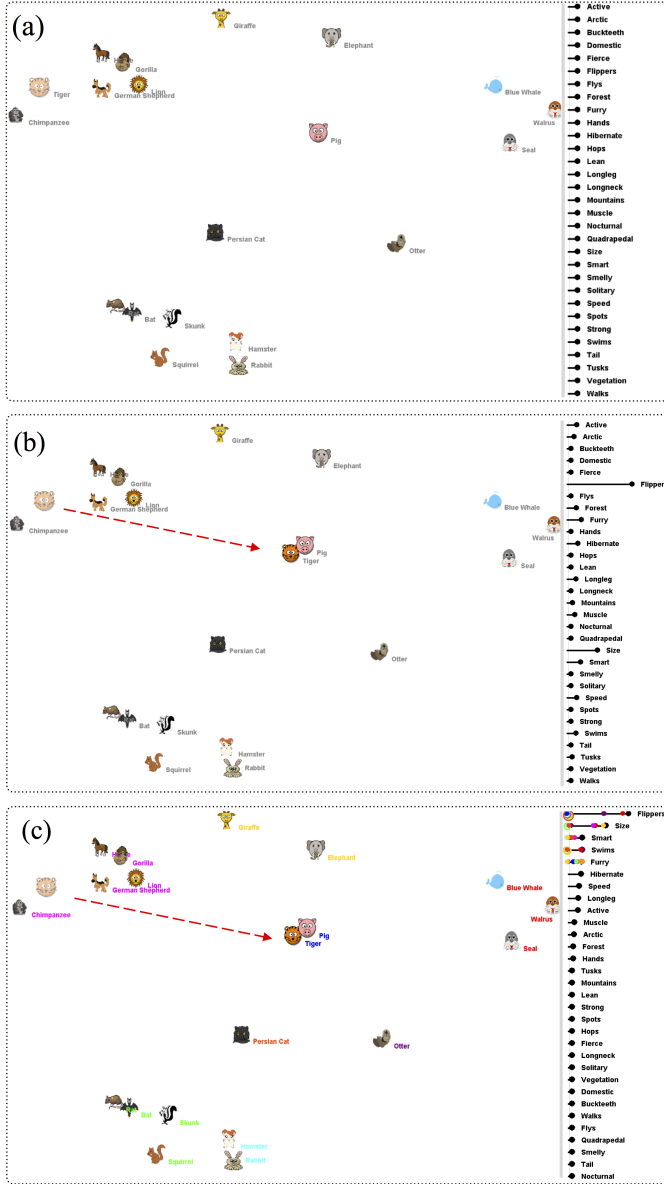 (a)
Giraffe
Elephant
Gorilla
Lion
Tiger
German Shepherd
Blue Whale
Walrus
Chimpanzee
Pig
Seal
Persian Cat
Otter
Bat
Skunk
Hamster
Squirrel
Rabbit
Active
Arctic
Buckteeth
Domestic
Fierce
Flippers
Flys
Forest
Furry
Hands
Hibernate
Hops
Lean
Longleg
Longneck
Mountains
Muscle
Nocturnal
Quadrapedal
Size
Smart
Smelly
Solitary
Speed
Spots
Strong
Swims
Tail
Tusks
Vegetation
Walks
(b)
Giraffe
Elephant
Gorilla
Lion
German Shepherd
Blue Whale
Walrus
Chimpanzee
Pig
Tiger
Seal
Persian Cat
Otter
Bat
Skunk
Hamster
Squirrel
Rabbit
Active
Arctic
Buckteeth
Domestic
Fierce
Flipper
Flys
Forest
Furry
Hands
Hibernate
Hops
Lean
Longleg
Longneck
Mountains
Muscle
Nocturnal
Quadrapedal
Size
Smart
Smelly
Solitary
Speed
Spots
Strong
Swims
Tail
Tusks
Vegetation
Walks
(c)
Giraffe
Elephant
Gorilla
Lion
German Shepherd
Blue Whale
Walrus
Chimpanzee
Pig
Tiger
Seal
Persian Cat
Otter
Bat
Skunk
Hamster
Squirrel
Rabbit
Flippers
Size
Smart
Swims
Furry
Hibernate
Speed
Longleg
Active
Muscle
Arctic
Forest
Hands
Tusks
Mountains
Lean
Strong
Spots
Hops
Fierce
Longneck
Solitary
Vegetation
Domestic
Buckteeth
Walks
Flys
Quadrapedal
Smelly
Tail
Nocturnal